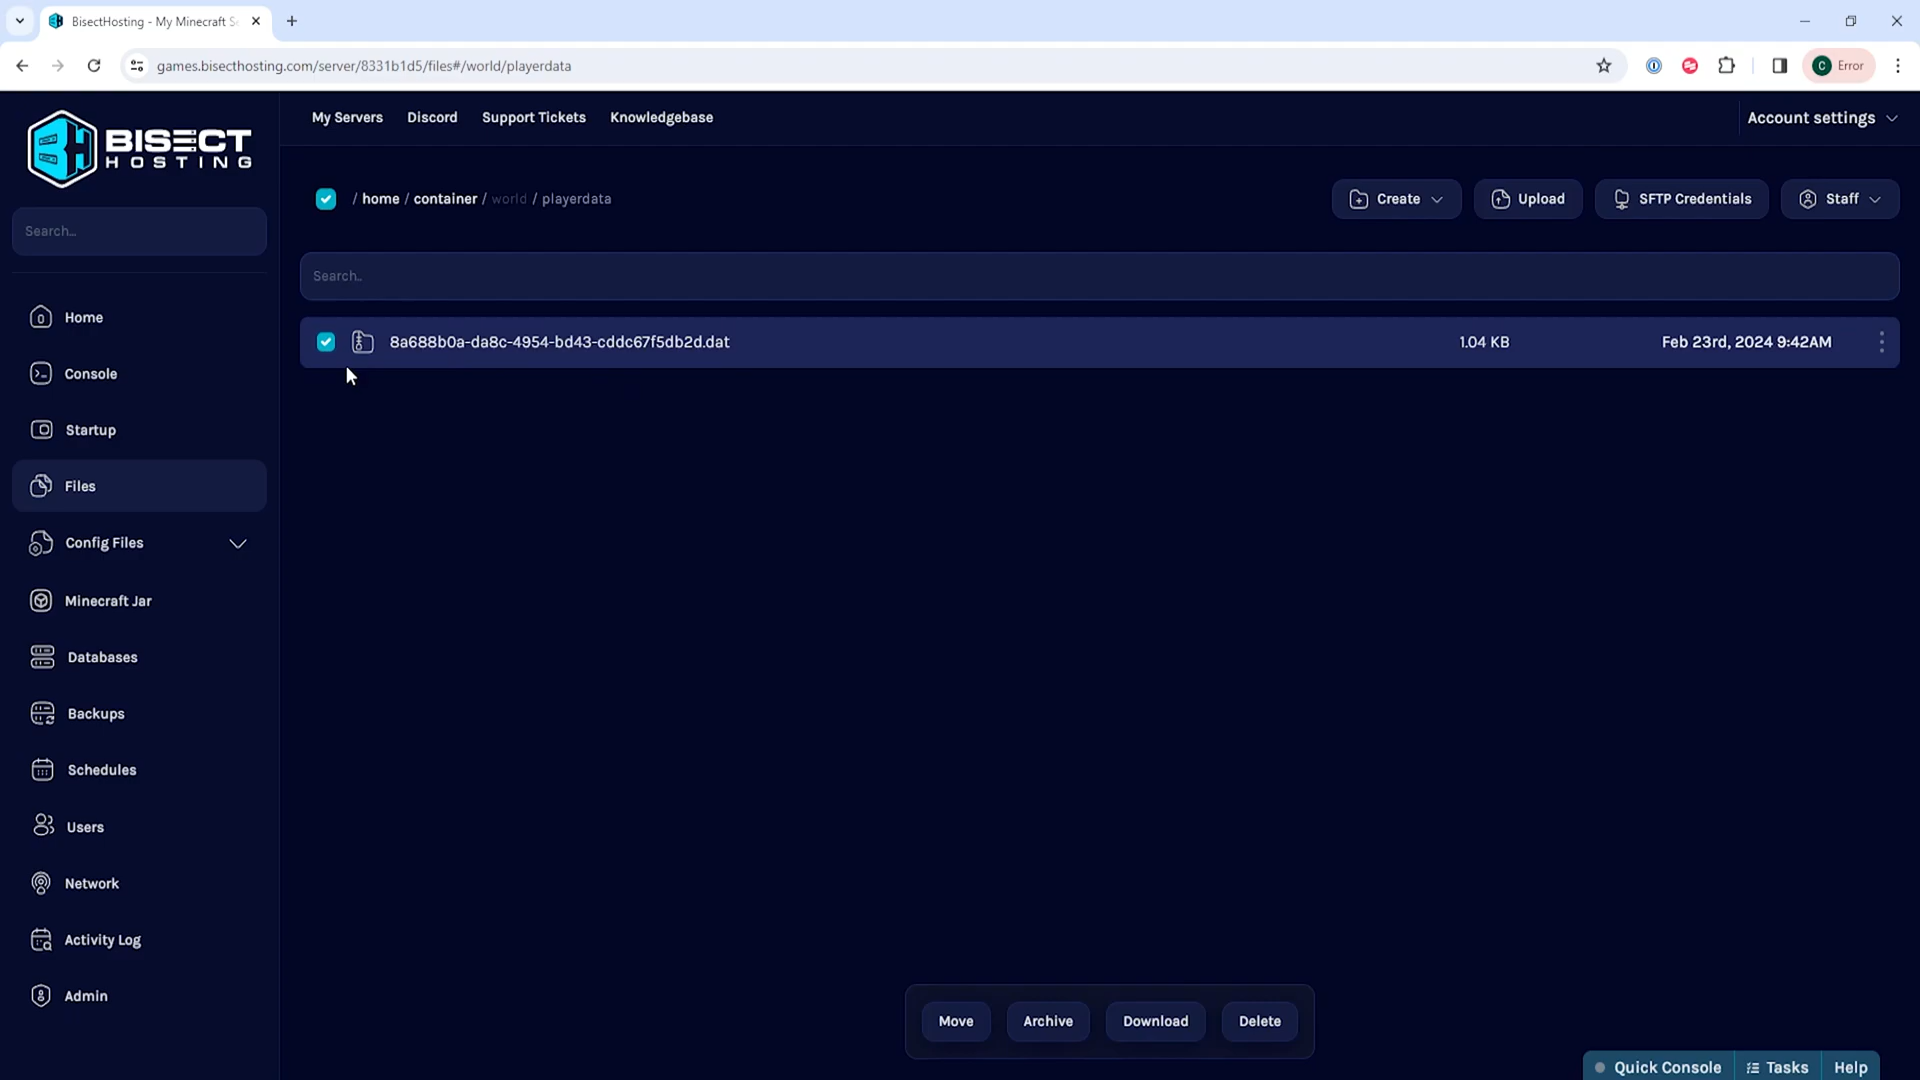 BisectHosting - My Minecraft S
games.bisecthosting.com/server/8331b1d5/files#/world/playerdata
C Error
BISECT
HOSTING
My Servers Discord Support Tickets Knowledgebase Account settings
/ home / container / world / playerdata
Create Upload SFTP Credentials Staff
Search...
Search..
8a688b0a-da8c-4954-bd43-cddc67f5db2d.dat 1.04 KB Feb 23rd, 2024 9:42AM
Home
Console
Startup
Files
Config Files
Minecraft Jar
Databases
Backups
Schedules
Users
Network
Activity Log
Admin
Move Archive Download Delete
Quick Console Tasks Help